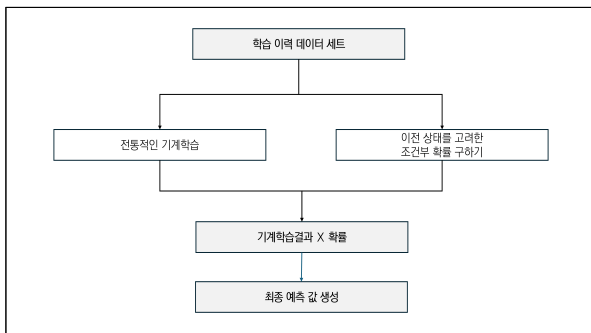 학습 이력 데이터 세트
전통적인 기계학습
이전 상태를 고려한
조건부 확률 구하기
기계학습결과 X 확률
최종 예측 값 생성